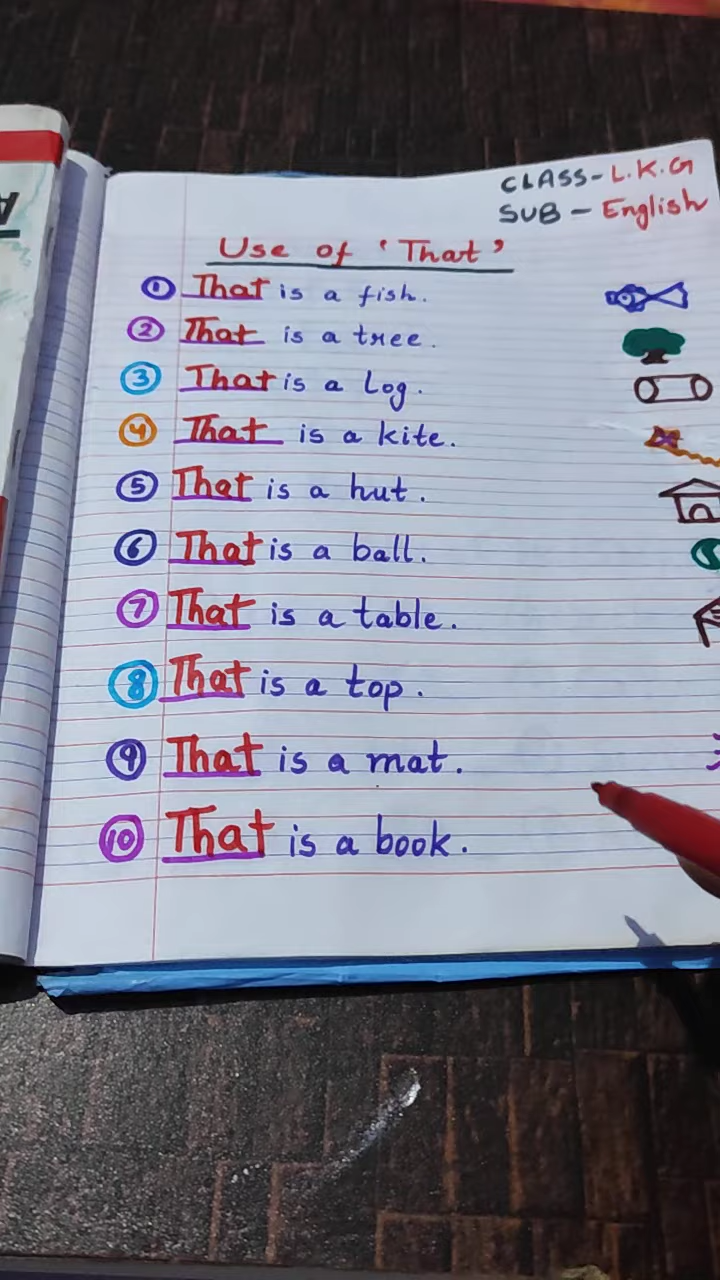 CLASS - L.K.G
SUB - English
Use of 'That'
1 That is a fish.
2 That is a tree.
3 That is a Log.
4 That is a kite.
5 That is a hut.
6 That is a ball.
7 That is a table.
8 That is a top.
9 That is a mat.
10 That is a book.